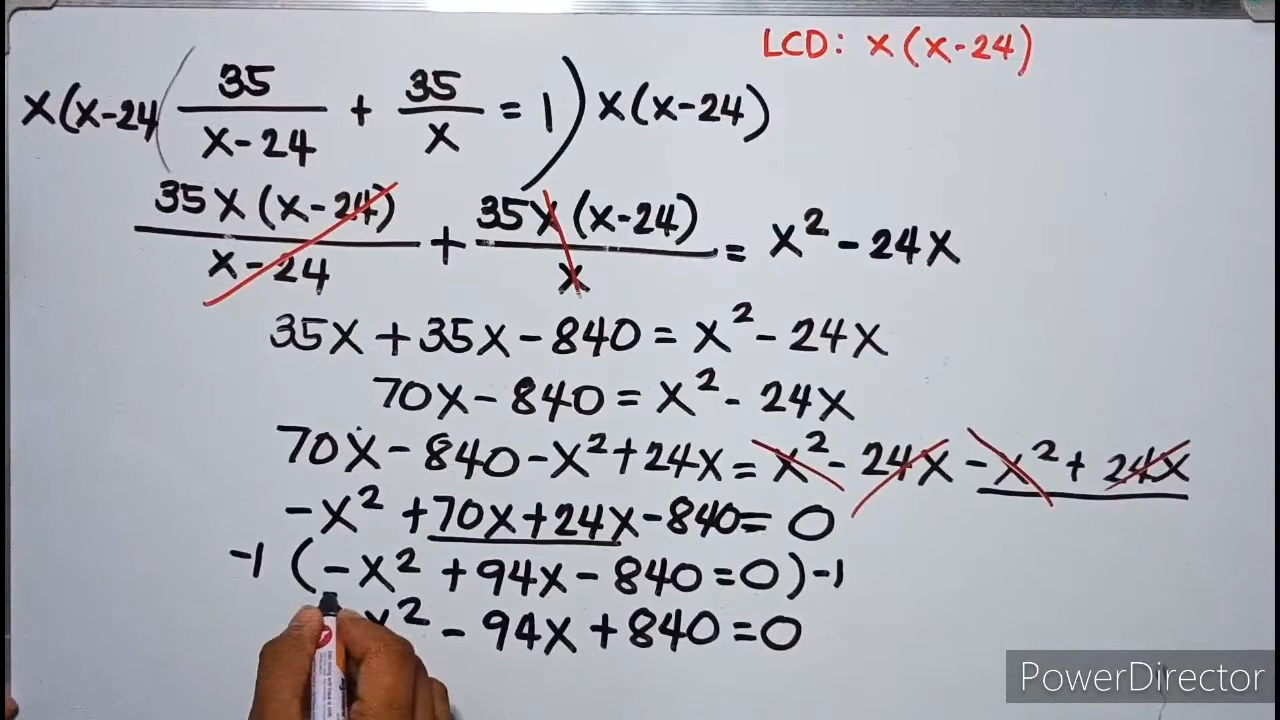 LCD: x(x-24)
x(x-24(35/(x-24) + 35/x = 1)x(x-24)
35x(x-24)/(x-24) + 35x(x-24)/x = x² - 24x
35x + 35x - 840 = x² - 24x
70x - 840 = x² - 24x
70x - 840 - x² + 24x = x² - 24x - x² + 24x
-x² + 70x + 24x - 840 = 0
-1 (-x² + 94x - 840 = 0) -1
x² - 94x + 840 = 0
PowerDirector